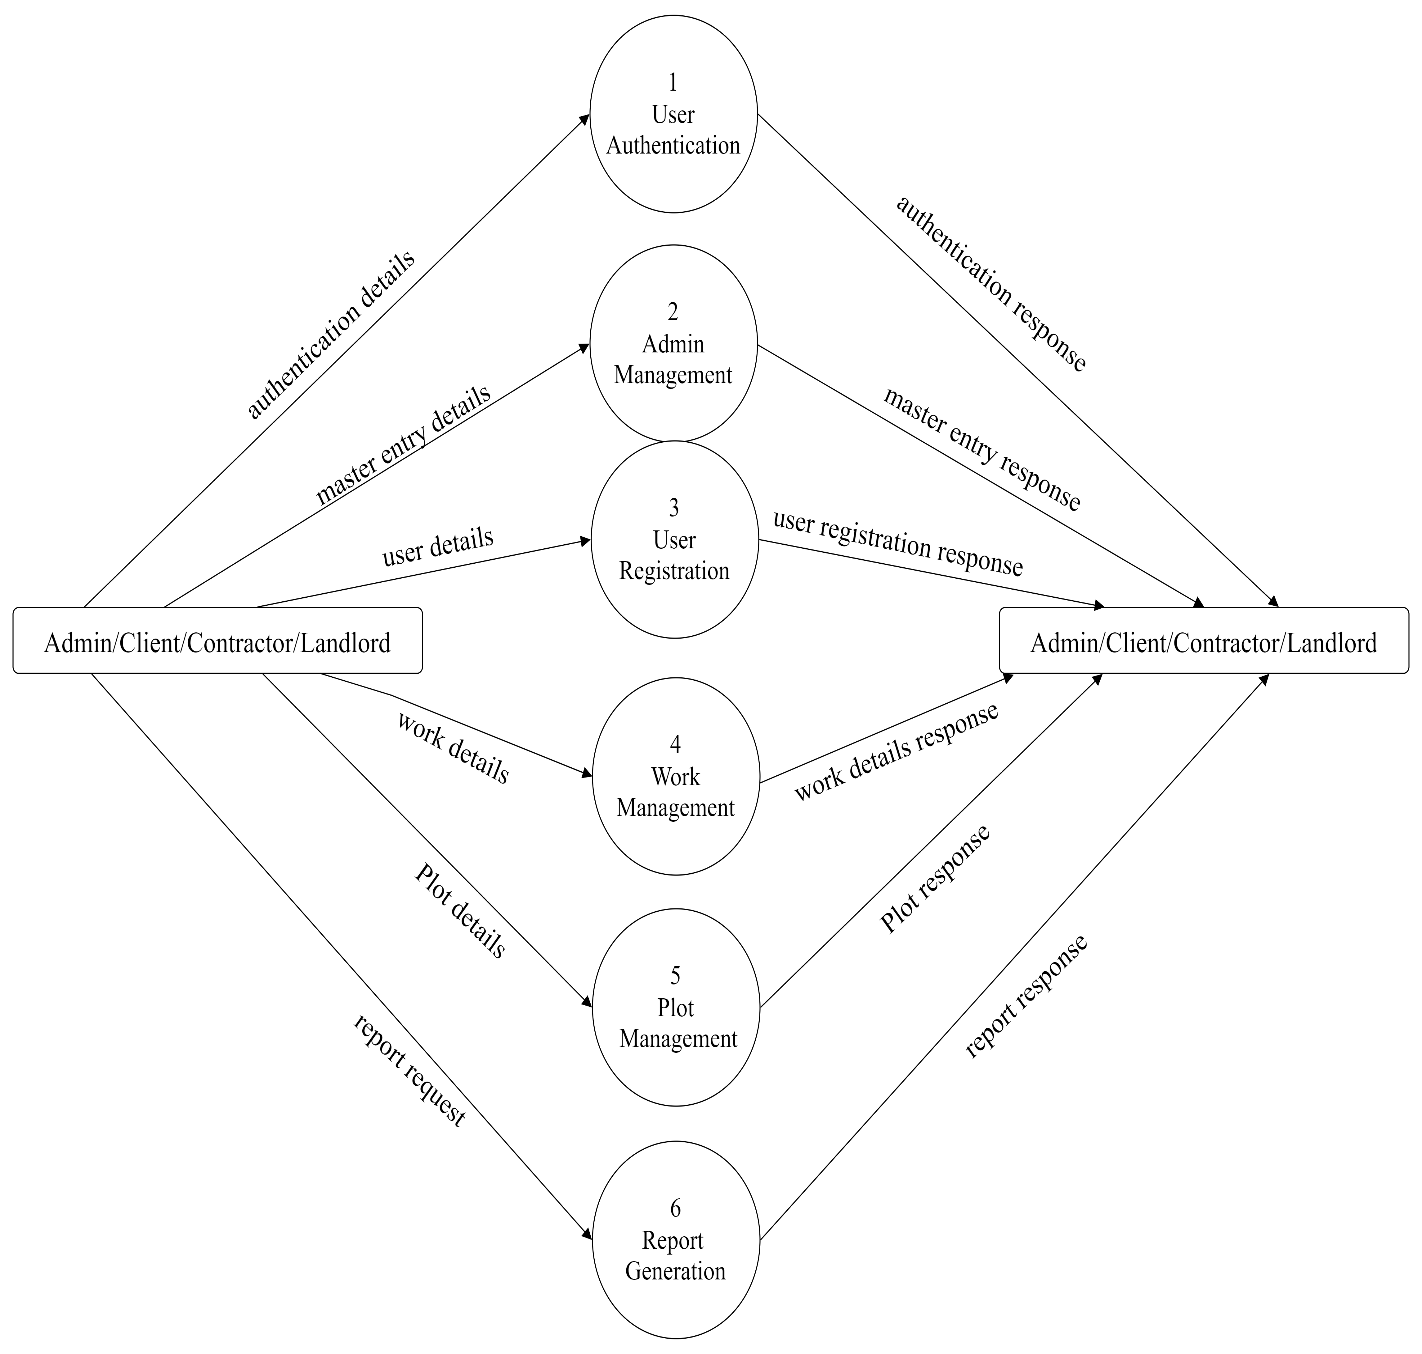 1
User
Authentication
authentication details
authentication response
2
Admin
Management
master entry details
master entry response
3
User
Registration
user details
user registration response
Admin/Client/Contractor/Landlord
Admin/Client/Contractor/Landlord
work details
4
Work
Management
work details response
Plot details
5
Plot
Management
Plot response
report request
6
Report
Generation
report response